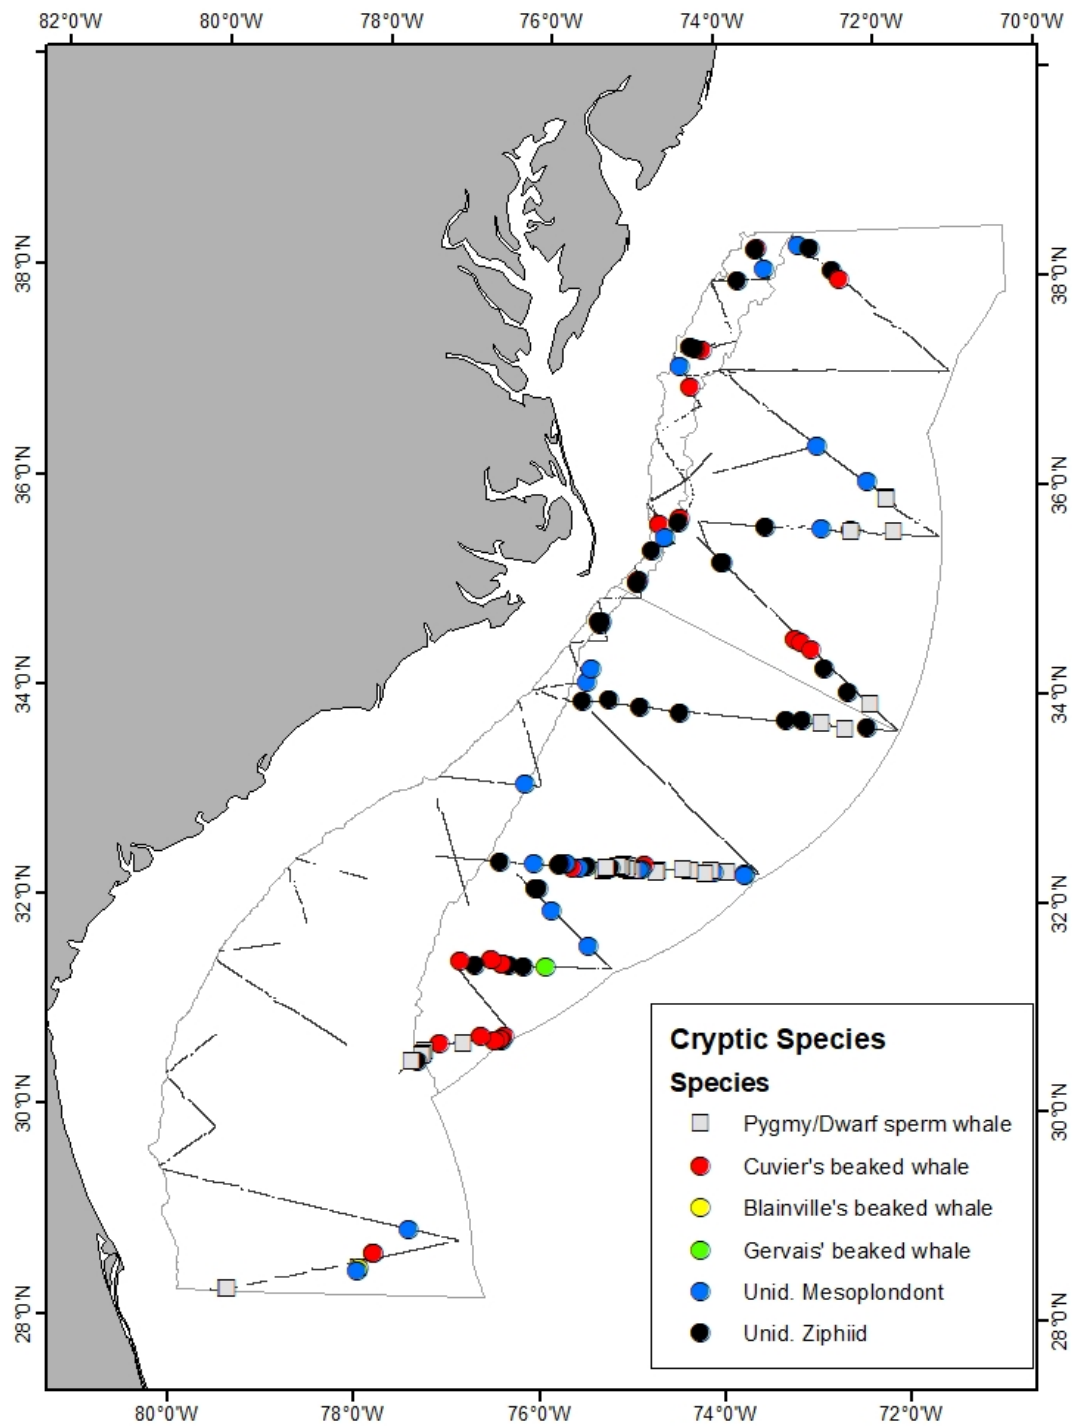 82°0'W 80°0'W 78°0'W 76°0'W 74°0'W 72°0'W 70°0'W
38°0'N 38°0'N
36°0'N 36°0'N
34°0'N 34°0'N
32°0'N 32°0'N
30°0'N 30°0'N
28°0'N 28°0'N
Cryptic Species
Species
Pygmy/Dwarf sperm whale
Cuvier's beaked whale
Blainville's beaked whale
Gervais' beaked whale
Unid. Mesoplondont
Unid. Ziphiid
80°0'W 78°0'W 76°0'W 74°0'W 72°0'W